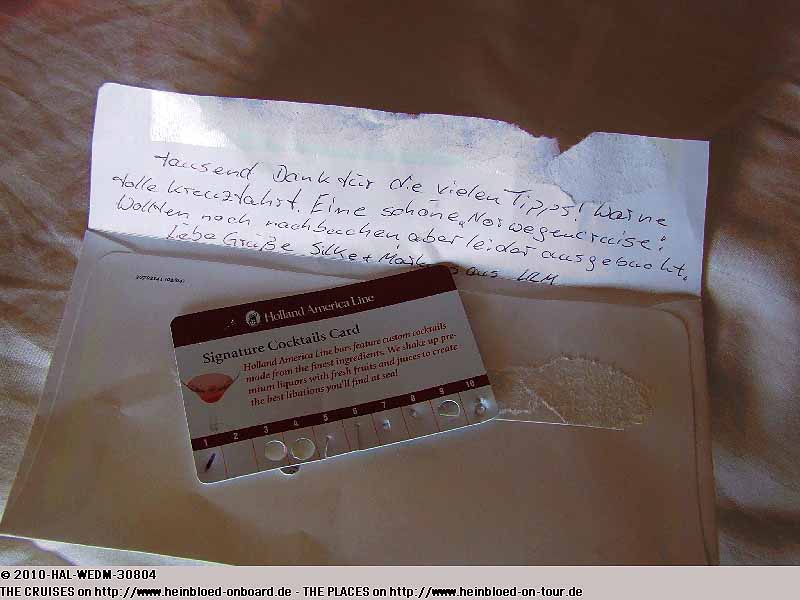 tausend Dank für die vielen Tipps! War ne
tolle Kreuzfahrt. Eine schöne „Norwegencruise".
Wollten noch nachbuchen, aber leider ausgebucht.
Liebe Grüße Silke + aus ULM
Holland America Line
Signature Cocktails Card
Holland America Line bars feature custom cocktails
made from the finest ingredients. We shake up pre-
mium liquors with fresh fruits and juices to create
the best libations you'll find at sea!
1 2 3 4 5 6 7 8 9 10
© 2010-HAL-WEDM-30804
THE CRUISES on http://www.heinbloed-onboard.de - THE PLACES on http://www.heinbloed-on-tour.de